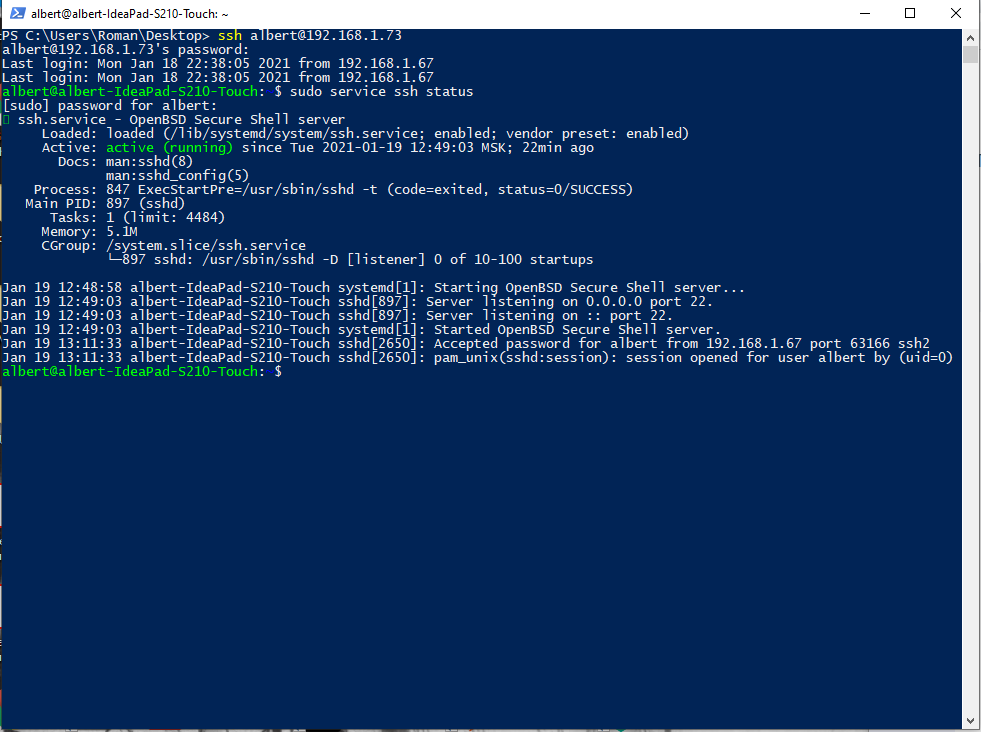 albert@albert-IdeaPad-S210-Touch: ~
PS C:\Users\Roman\Desktop> ssh albert@192.168.1.73
albert@192.168.1.73's password:
Last login: Mon Jan 18 22:38:05 2021 from 192.168.1.67
Last login: Mon Jan 18 22:38:05 2021 from 192.168.1.67
albert@albert-IdeaPad-S210-Touch:~$ sudo service ssh status
[sudo] password for albert:
ssh.service - OpenBSD Secure Shell server
Loaded: loaded (/lib/systemd/system/ssh.service; enabled; vendor preset: enabled)
Active: active (running) since Tue 2021-01-19 12:49:03 MSK; 22min ago
Docs: man:sshd(8)
man:sshd_config(5)
Process: 847 ExecStartPre=/usr/sbin/sshd -t (code=exited, status=0/SUCCESS)
Main PID: 897 (sshd)
Tasks: 1 (limit: 4484)
Memory: 5.1M
CGroup: /system.slice/ssh.service
└─897 sshd: /usr/sbin/sshd -D [listener] 0 of 10-100 startups
Jan 19 12:48:58 albert-IdeaPad-S210-Touch systemd[1]: Starting OpenBSD Secure Shell server...
Jan 19 12:49:03 albert-IdeaPad-S210-Touch sshd[897]: Server listening on 0.0.0.0 port 22.
Jan 19 12:49:03 albert-IdeaPad-S210-Touch sshd[897]: Server listening on :: port 22.
Jan 19 12:49:03 albert-IdeaPad-S210-Touch systemd[1]: Started OpenBSD Secure Shell server.
Jan 19 13:11:33 albert-IdeaPad-S210-Touch sshd[2650]: Accepted password for albert from 192.168.1.67 port 63166 ssh2
Jan 19 13:11:33 albert-IdeaPad-S210-Touch sshd[2650]: pam_unix(sshd:session): session opened for user albert by (uid=0)
albert@albert-IdeaPad-S210-Touch:~$